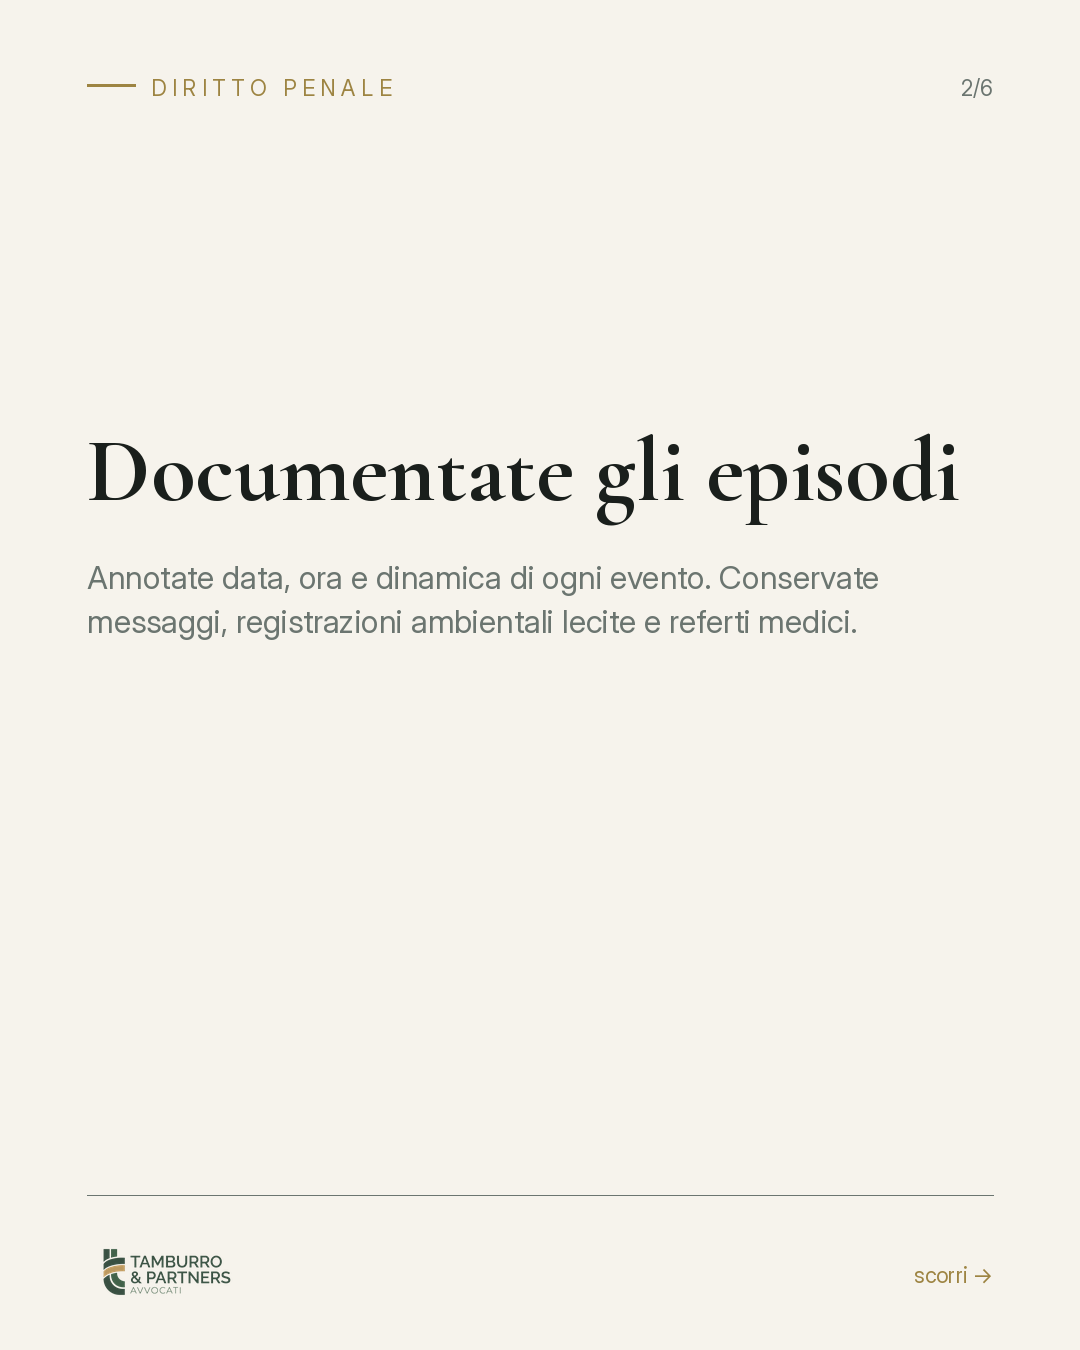 DIRITTO PENALE
2/6
Documentate gli episodi
Annotate data, ora e dinamica di ogni evento. Conservate
messaggi, registrazioni ambientali lecite e referti medici.
TAMBURRO
& PARTNERS
AVVOCATI
scorri →